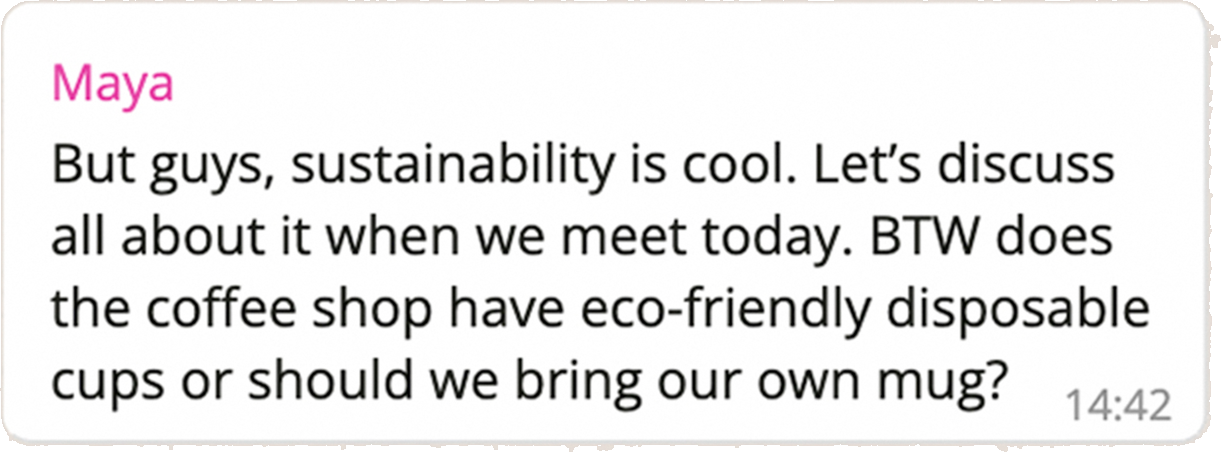 Maya
But guys, sustainability is cool. Let’s discuss
all about it when we meet today. BTW does
the coffee shop have eco-friendly disposable
cups or should we bring our own mug?
14:42